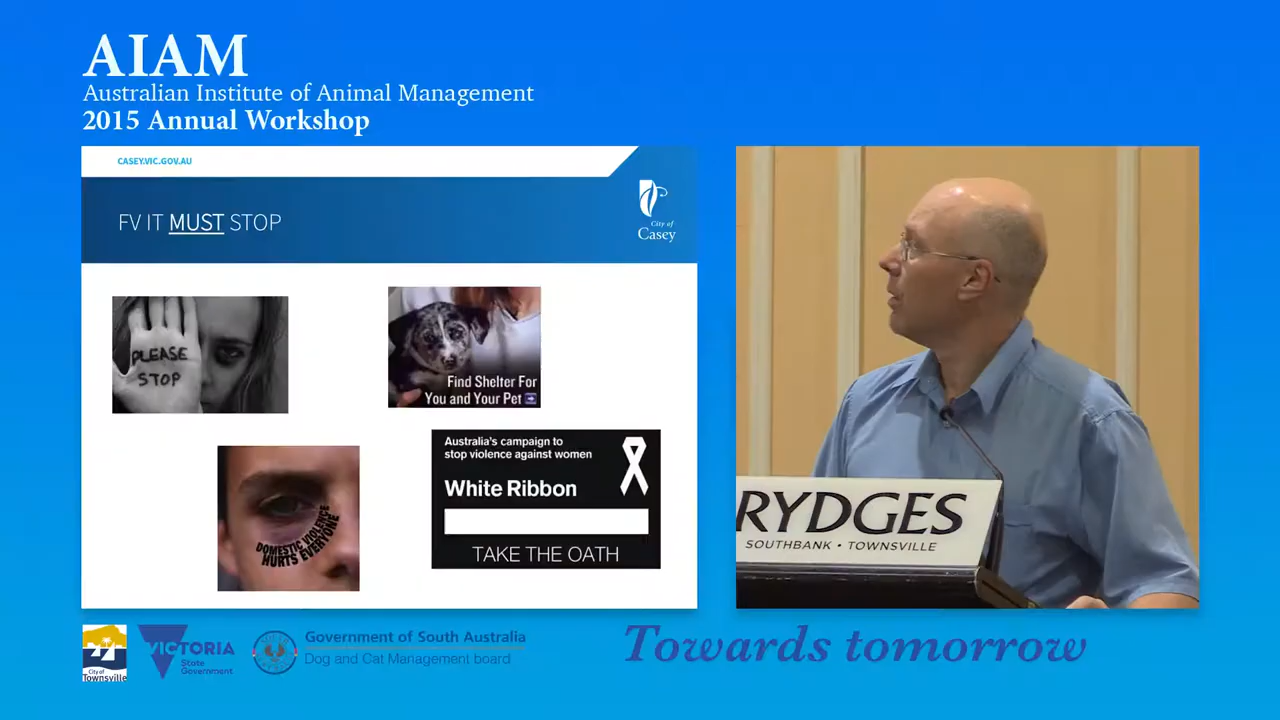 AIAM
Australian Institute of Animal Management
2015 Annual Workshop
CASEY.VIC.GOV.AU
FV IT MUST STOP
City of
Casey
PLEASE
STOP
Find Shelter For
You and Your Pet
DOMESTIC VIOLENCE
HURTS EVERYONE
Australia's campaign to
stop violence against women
White Ribbon
TAKE THE OATH
RYDGES
SOUTHBANK • TOWNSVILLE
City of
Townsville
VICTORIA
State
Government
Government of South Australia
Dog and Cat Management board
Towards tomorrow